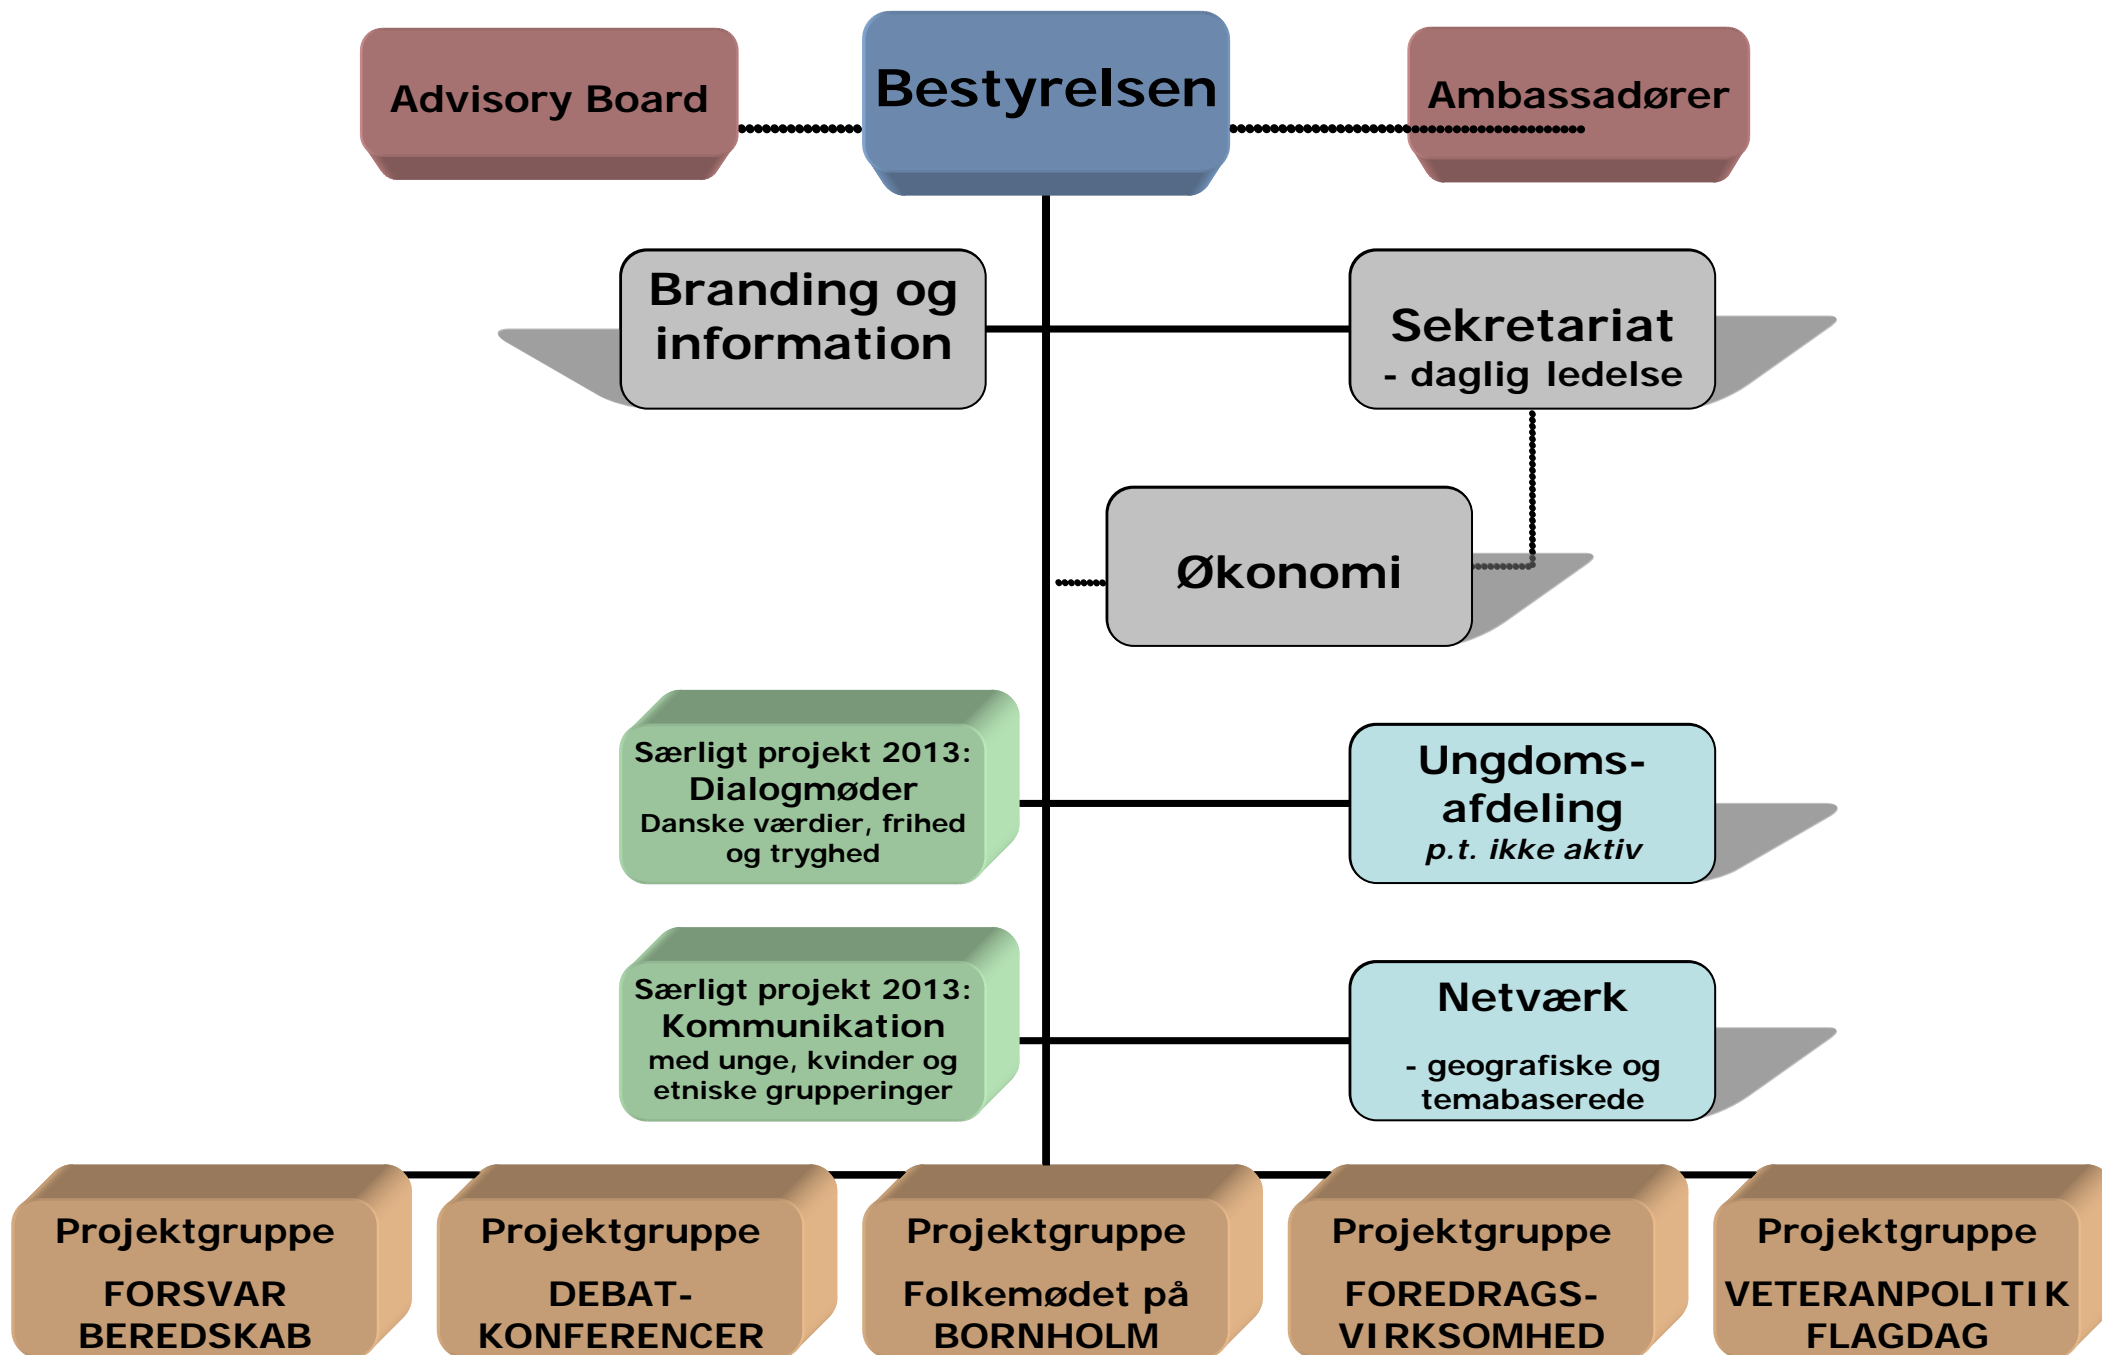 Advisory Board
Bestyrelsen
Ambassadører
Branding og
information
Sekretariat
- daglig ledelse
Økonomi
Særligt projekt 2013:
Dialogmøder
Danske værdier, frihed
og tryghed
Ungdoms-
afdeling
p.t. ikke aktiv
Særligt projekt 2013:
Kommunikation
med unge, kvinder og
etniske grupperinger
Netværk
- geografiske og
temabaserede
Projektgruppe
FORSVAR
BEREDSKAB
Projektgruppe
DEBAT-
KONFERENCER
Projektgruppe
Folkemødet på
BORNHOLM
Projektgruppe
FOREDRAGS-
VIRKSOMHED
Projektgruppe
VETERANPOLITIK
FLAGDAG